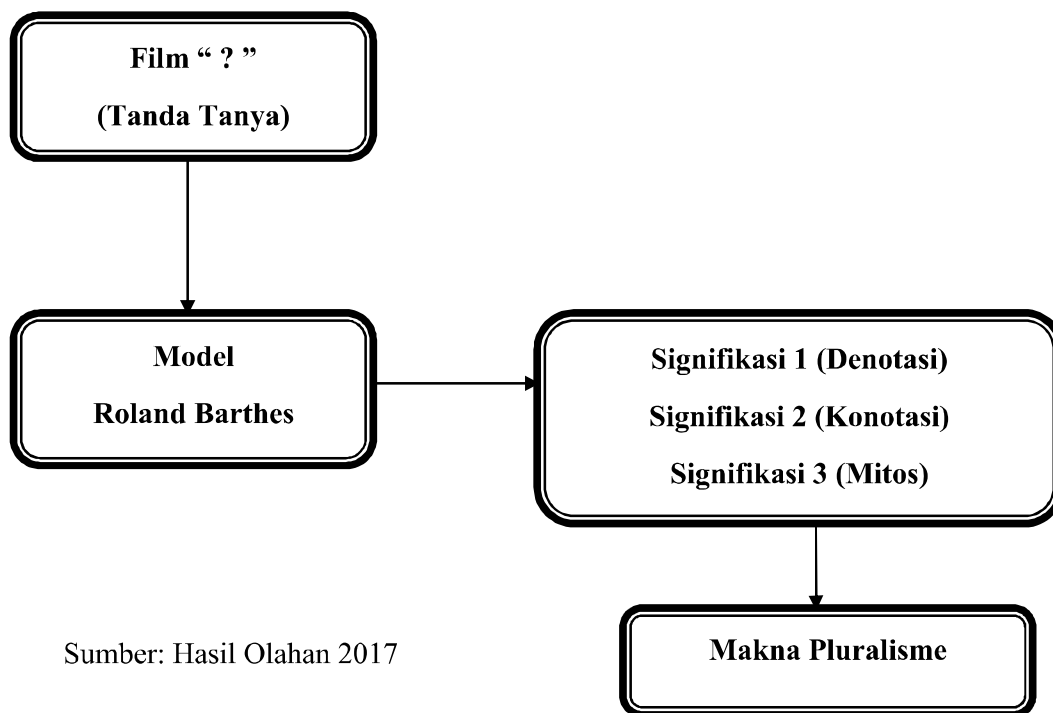 Film “ ? ”
(Tanda Tanya)
Model
Roland Barthes
Signifikasi 1 (Denotasi)
Signifikasi 2 (Konotasi)
Signifikasi 3 (Mitos)
Makna Pluralisme
Sumber: Hasil Olahan 2017